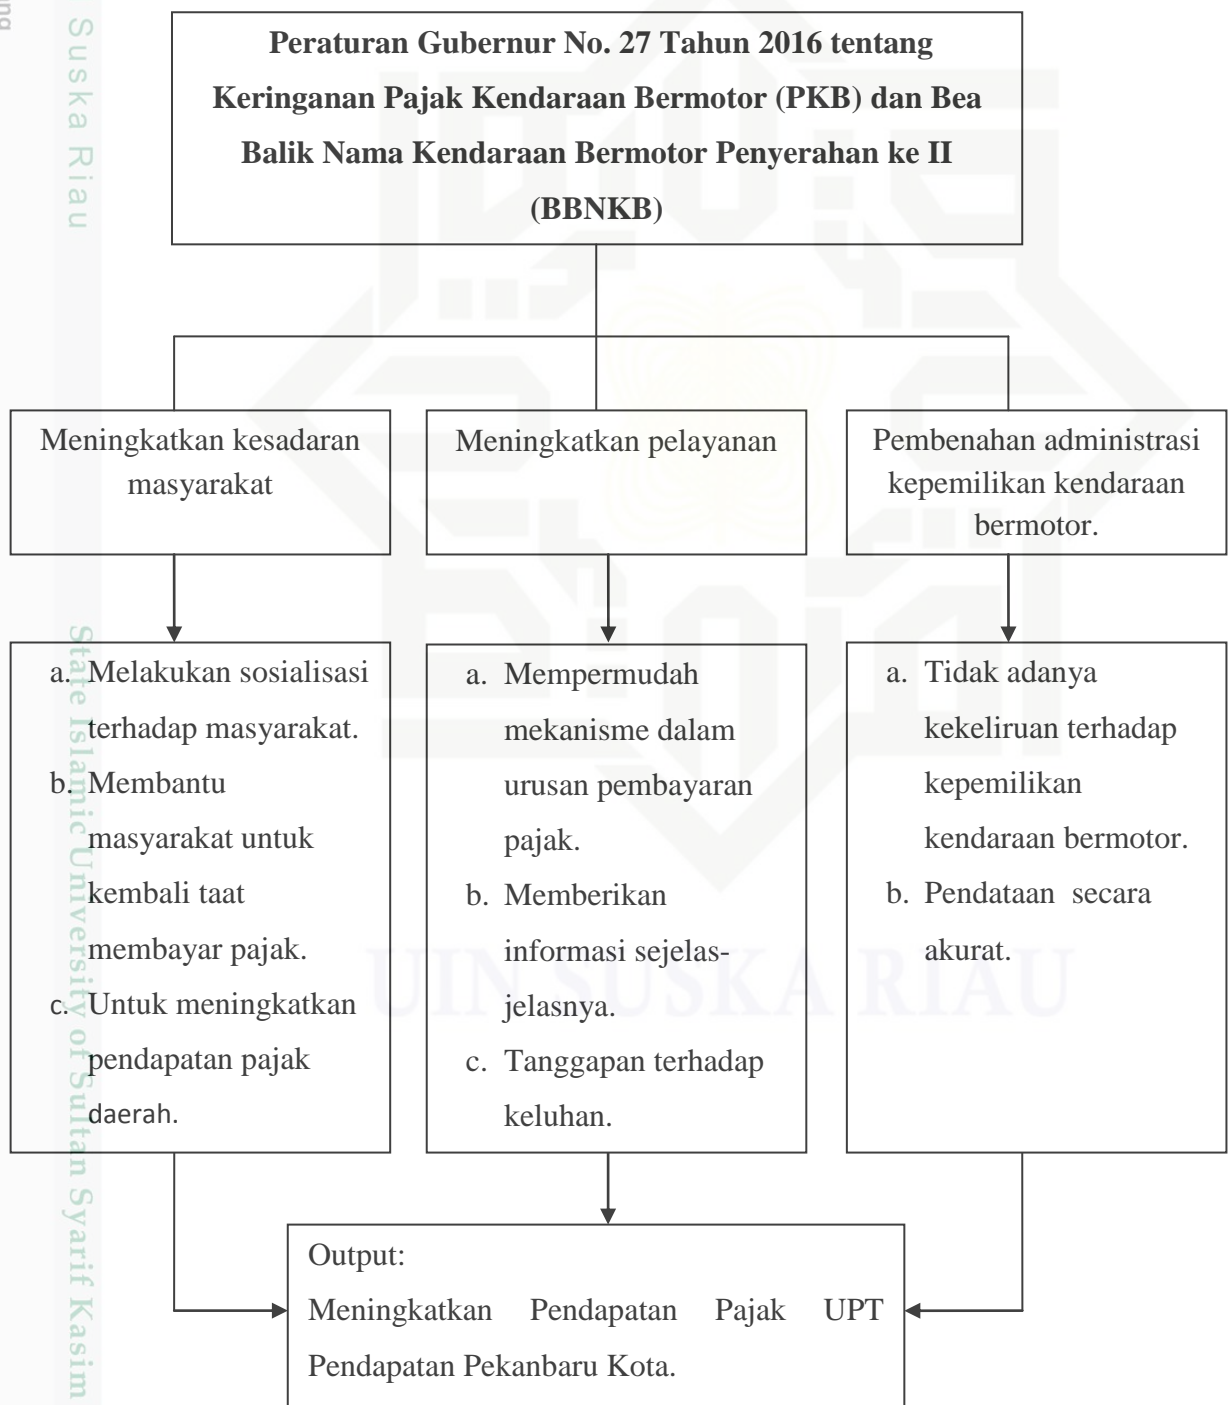 Peraturan Gubernur No. 27 Tahun 2016 tentang
Keringanan Pajak Kendaraan Bermotor (PKB) dan Bea
Balik Nama Kendaraan Bermotor Penyerahan ke II
(BBNKB)
Meningkatkan kesadaran
masyarakat
Meningkatkan pelayanan
Pembenahan administrasi
kepemilikan kendaraan
bermotor.
a. Melakukan sosialisasi
terhadap masyarakat.
b. Membantu
masyarakat untuk
kembali taat
membayar pajak.
c. Untuk meningkatkan
pendapatan pajak
daerah.
a. Mempermudah
mekanisme dalam
urusan pembayaran
pajak.
b. Memberikan
informasi sejelas-
jelasnya.
c. Tanggapan terhadap
keluhan.
a. Tidak adanya
kekeliruan terhadap
kepemilikan
kendaraan bermotor.
b. Pendataan secara
akurat.
Output:
Meningkatkan Pendapatan Pajak UPT
Pendapatan Pekanbaru Kota.
Suska Riau
State Islamic University of Sultan Syarif Kasim
UIN SUSKA RIAU